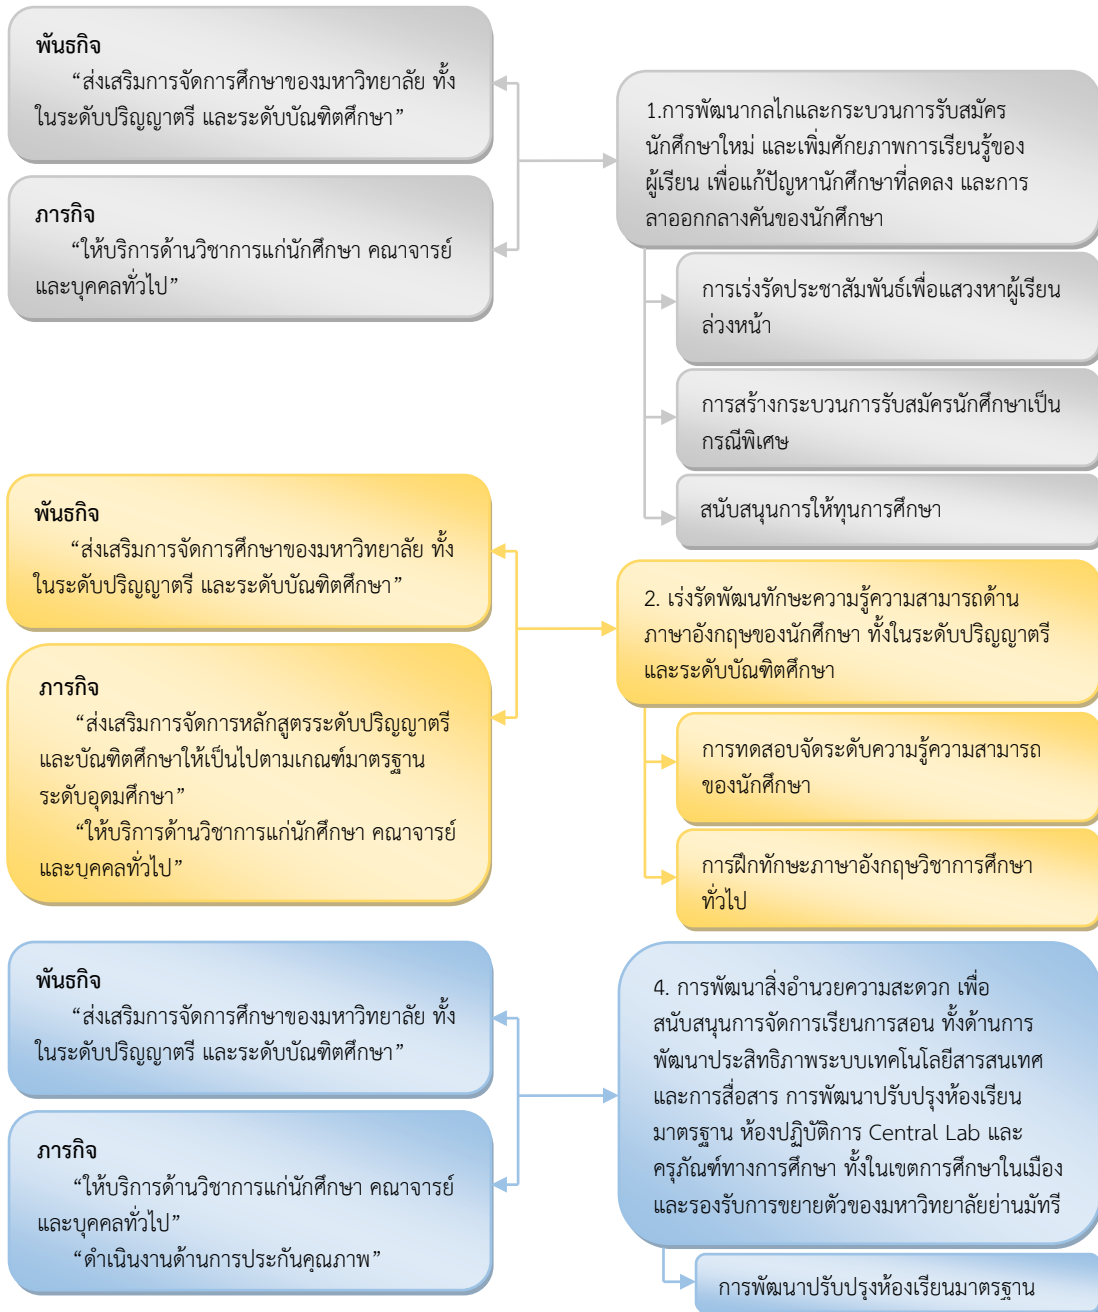 พันธกิจ
“ส่งเสริมการจัดการศึกษาของมหาวิทยาลัย ทั้ง
ในระดับปริญญาตรี และระดับบัณฑิตศึกษา”
ภารกิจ
“ให้บริการด้านวิชาการแก่นักศึกษา คณาจารย์
และบุคคลทั่วไป”
1.การพัฒนากลไกและกระบวนการรับสมัคร
นักศึกษาใหม่ และเพิ่มศักยภาพการเรียนรู้ของ
ผู้เรียน เพื่อแก้ปัญหานักศึกษาที่ลดลง และการ
ลาออกกลางคันของนักศึกษา
การเร่งรัดประชาสัมพันธ์เพื่อแสวงหาผู้เรียน
ล่วงหน้า
การสร้างกระบวนการรับสมัครนักศึกษาเป็น
กรณีพิเศษ
สนับสนุนการให้ทุนการศึกษา
พันธกิจ
“ส่งเสริมการจัดการศึกษาของมหาวิทยาลัย ทั้ง
ในระดับปริญญาตรี และระดับบัณฑิตศึกษา”
ภารกิจ
“ส่งเสริมการจัดการหลักสูตรระดับปริญญาตรี
และบัณฑิตศึกษาให้เป็นไปตามเกณฑ์มาตรฐาน
ระดับอุดมศึกษา”
“ให้บริการด้านวิชาการแก่นักศึกษา คณาจารย์
และบุคคลทั่วไป”
2. เร่งรัดพัฒนทักษะความรู้ความสามารถด้าน
ภาษาอังกฤษของนักศึกษา ทั้งในระดับปริญญาตรี
และระดับบัณฑิตศึกษา
การทดสอบจัดระดับความรู้ความสามารถ
ของนักศึกษา
การฝึกทักษะภาษาอังกฤษวิชาการศึกษา
ทั่วไป
พันธกิจ
“ส่งเสริมการจัดการศึกษาของมหาวิทยาลัย ทั้ง
ในระดับปริญญาตรี และระดับบัณฑิตศึกษา”
ภารกิจ
“ให้บริการด้านวิชาการแก่นักศึกษา คณาจารย์
และบุคคลทั่วไป”
“ดำเนินงานด้านการประกันคุณภาพ”
4. การพัฒนาสิ่งอำนวยความสะดวก เพื่อ
สนับสนุนการจัดการเรียนการสอน ทั้งด้านการ
พัฒนาประสิทธิภาพระบบเทคโนโลยีสารสนเทศ
และการสื่อสาร การพัฒนาปรับปรุงห้องเรียน
มาตรฐาน ห้องปฏิบัติการ Central Lab และ
ครุภัณฑ์ทางการศึกษา ทั้งในเขตการศึกษาในเมือง
และรองรับการขยายตัวของมหาวิทยาลัยย่านมัทรี
การพัฒนาปรับปรุงห้องเรียนมาตรฐาน